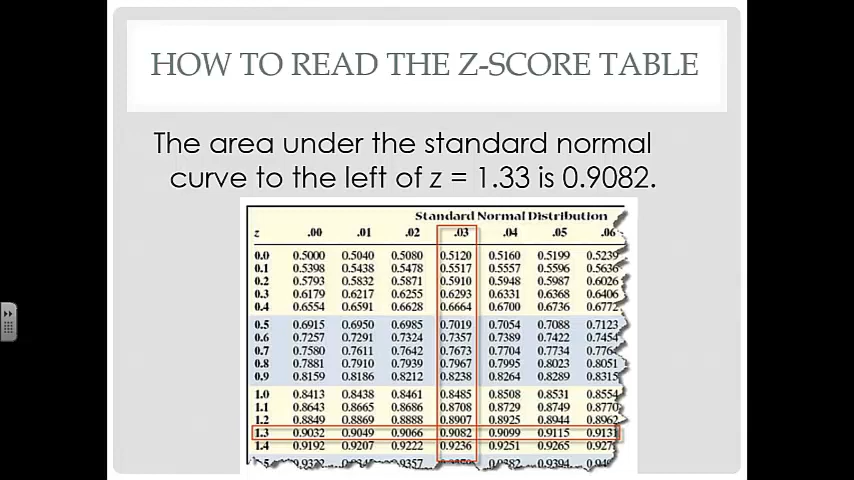 HOW TO READ THE Z-SCORE TABLE
The area under the standard normal
curve to the left of z = 1.33 is 0.9082.
Standard Normal Distribution
z .00 .01 .02 .03 .04 .05 .06
0.0 0.5000 0.5040 0.5080 0.5120 0.5160 0.5199 0.5239
0.1 0.5398 0.5438 0.5478 0.5517 0.5557 0.5596 0.5636
0.2 0.5793 0.5832 0.5871 0.5910 0.5948 0.5987 0.6026
0.3 0.6179 0.6217 0.6255 0.6293 0.6331 0.6368 0.6406
0.4 0.6554 0.6591 0.6628 0.6664 0.6700 0.6736 0.6772
0.5 0.6915 0.6950 0.6985 0.7019 0.7054 0.7088 0.7123
0.6 0.7257 0.7291 0.7324 0.7357 0.7389 0.7422 0.7454
0.7 0.7580 0.7611 0.7642 0.7673 0.7704 0.7734 0.7764
0.8 0.7881 0.7910 0.7939 0.7967 0.7995 0.8023 0.8051
0.9 0.8159 0.8186 0.8212 0.8238 0.8264 0.8289 0.8315
1.0 0.8413 0.8438 0.8461 0.8485 0.8508 0.8531 0.8554
1.1 0.8643 0.8665 0.8686 0.8708 0.8729 0.8749 0.8770
1.2 0.8849 0.8869 0.8888 0.8907 0.8925 0.8944 0.8962
1.3 0.9032 0.9049 0.9066 0.9082 0.9099 0.9115 0.9131
1.4 0.9192 0.9207 0.9222 0.9236 0.9251 0.9265 0.927